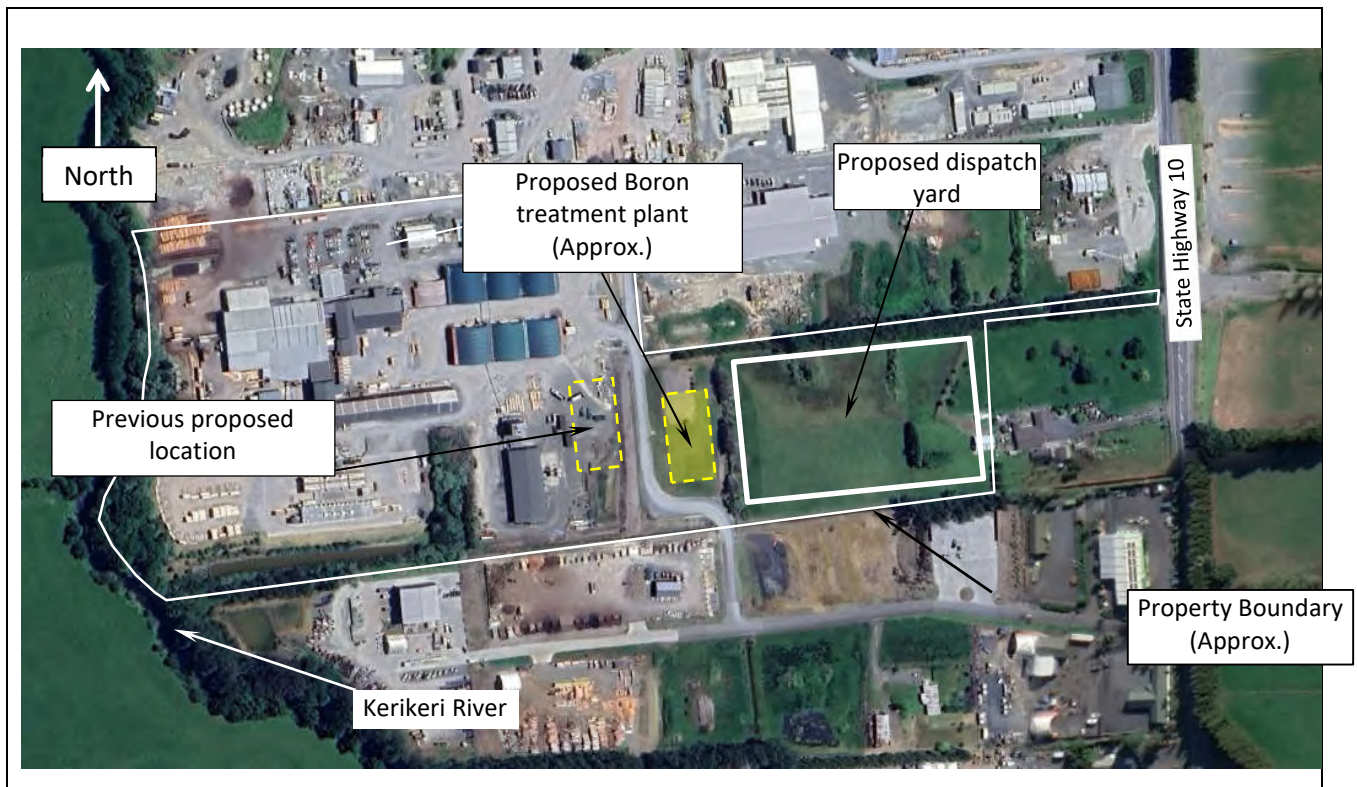 North
Proposed Boron
treatment plant
(Approx.)
Proposed dispatch
yard
State Highway 10
Previous proposed
location
Property Boundary
(Approx.)
Kerikeri River